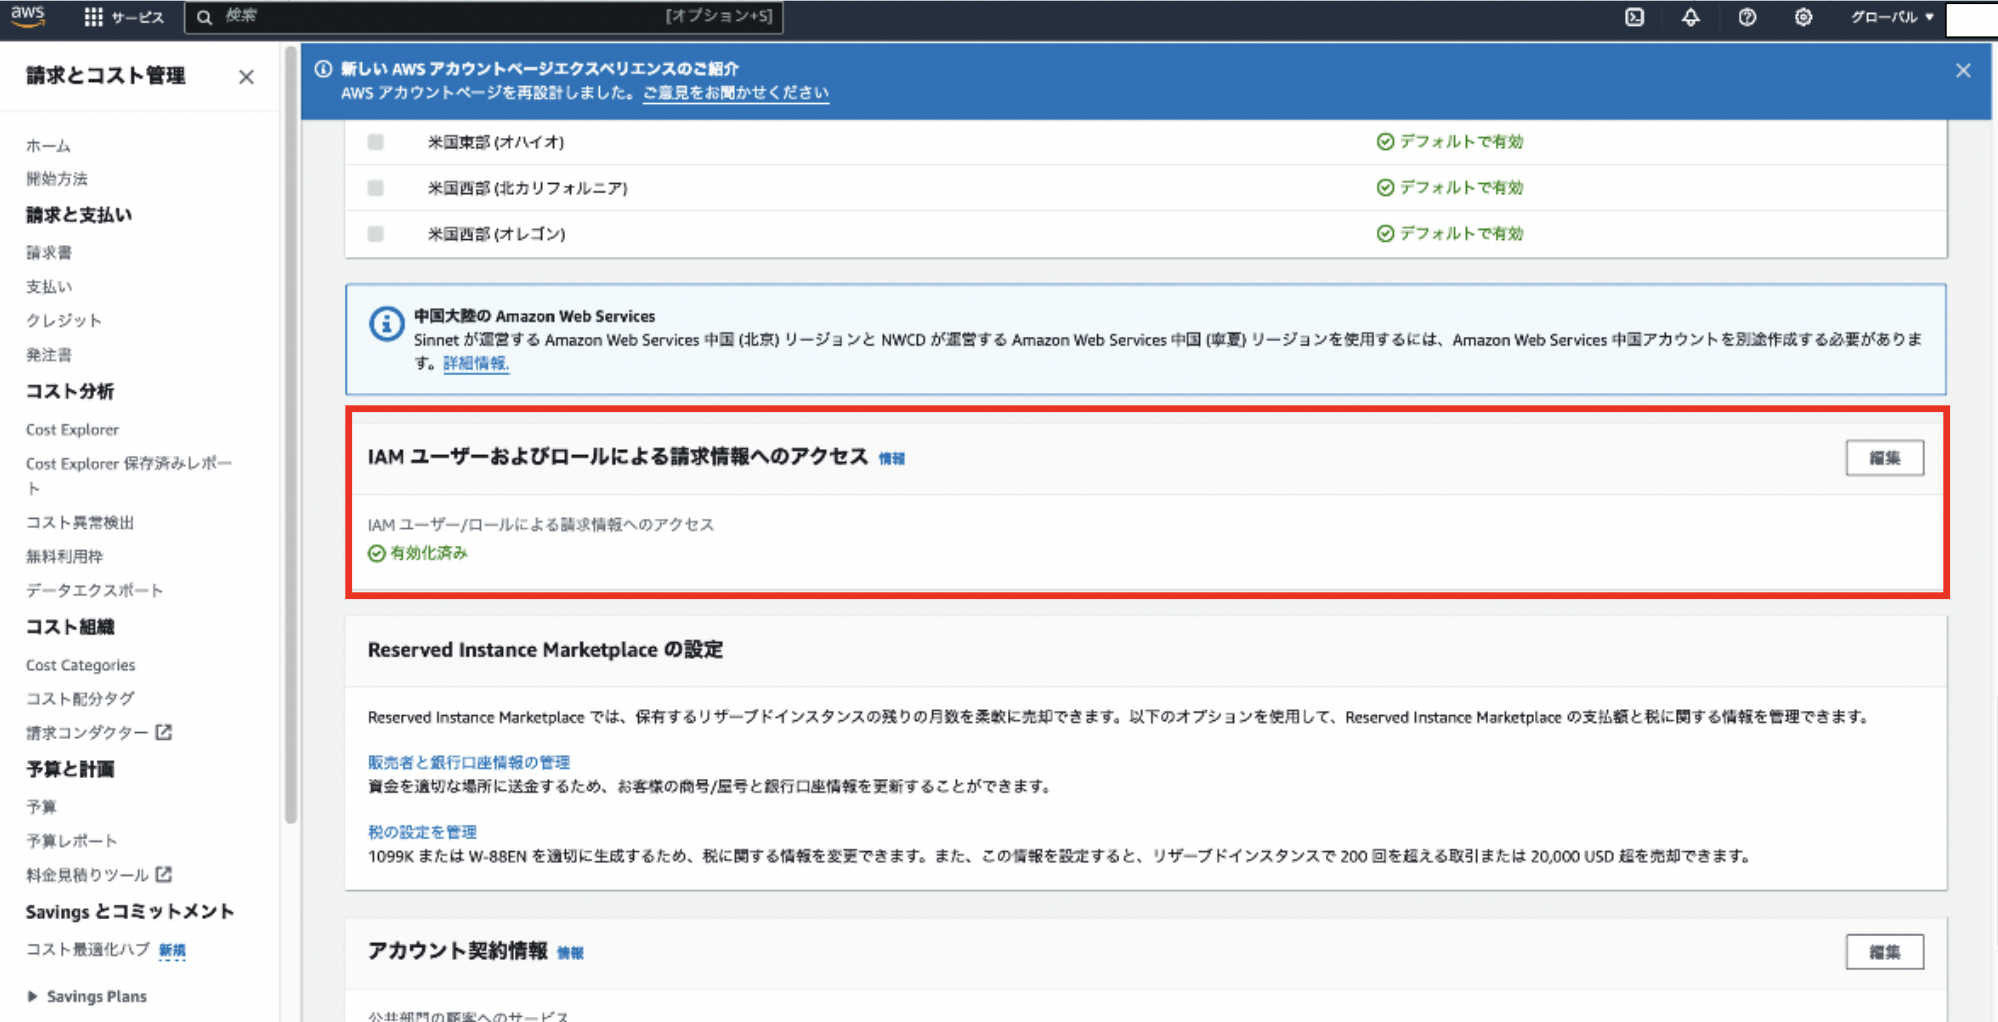 aws
サービス
検索
[オプション+S]
グローバル
請求とコスト管理
ホーム
開始方法
請求と支払い
請求書
支払い
クレジット
発注書
コスト分析
Cost Explorer
Cost Explorer 保存済みレポー
ト
コスト異常検出
無料利用枠
データエクスポート
コスト組織
Cost Categories
コスト配分タグ
請求コンダクター
予算と計画
予算
予算レポート
料金見積りツール
Savings とコミットメント
コスト最適化ハブ 新規
Savings Plans
新しい AWS アカウントページエクスペリエンスのご紹介
AWS アカウントページを再設計しました。ご意見をお聞かせください
米国東部 (オハイオ) デフォルトで有効
米国西部 (北カリフォルニア) デフォルトで有効
米国西部 (オレゴン) デフォルトで有効
中国大陸の Amazon Web Services
Sinnet が運営する Amazon Web Services 中国 (北京) リージョンと NWCD が運営する Amazon Web Services 中国 (寧夏) リージョンを使用するには、Amazon Web Services 中国アカウントを別途作成する必要がありま
す。詳細情報.
IAM ユーザーおよびロールによる請求情報へのアクセス 情報
編集
IAM ユーザー/ロールによる請求情報へのアクセス
有効化済み
Reserved Instance Marketplace の設定
Reserved Instance Marketplace では、保有するリザーブドインスタンスの残りの月数を柔軟に売却できます。以下のオプションを使用して、Reserved Instance Marketplace の支払額と税に関する情報を管理できます。
販売者と銀行口座情報の管理
資金を適切な場所に送金するため、お客様の商号/屋号と銀行口座情報を更新することができます。
税の設定を管理
1099K または W-88EN を適切に生成するため、税に関する情報を変更できます。また、この情報を設定すると、リザーブドインスタンスで 200 回を超える取引または 20,000 USD 超を売却できます。
アカウント契約情報 情報
編集
公共部門の顧客へのサービス